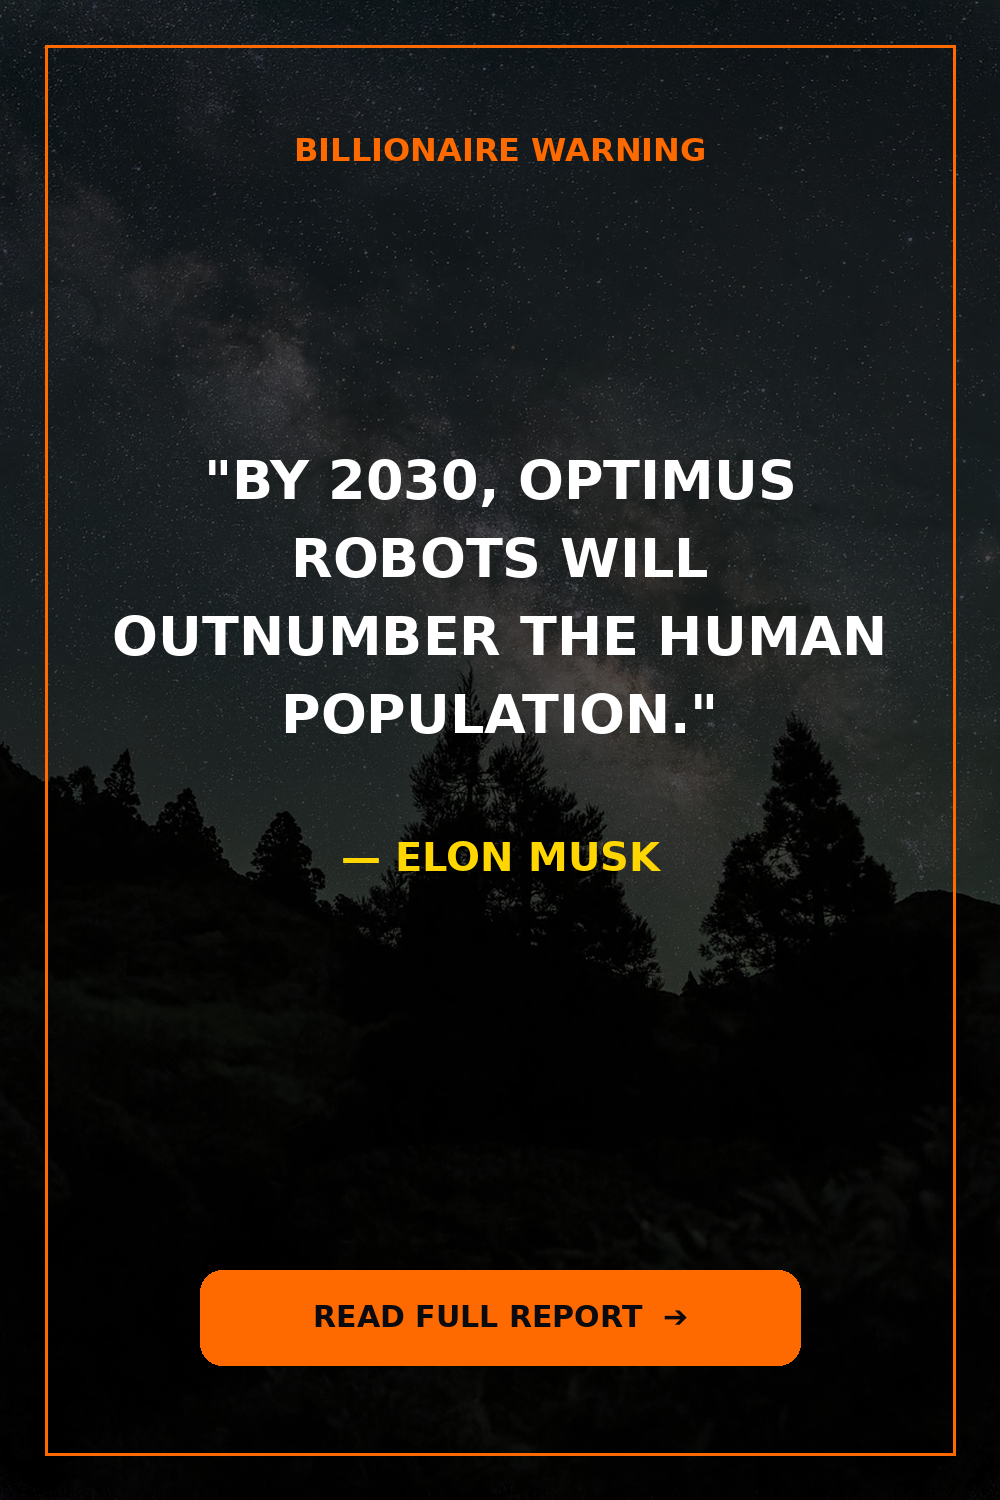 BILLIONAIRE WARNING
"BY 2030, OPTIMUS
ROBOTS WILL
OUTNUMBER THE HUMAN
POPULATION."
— ELON MUSK
READ FULL REPORT ➔